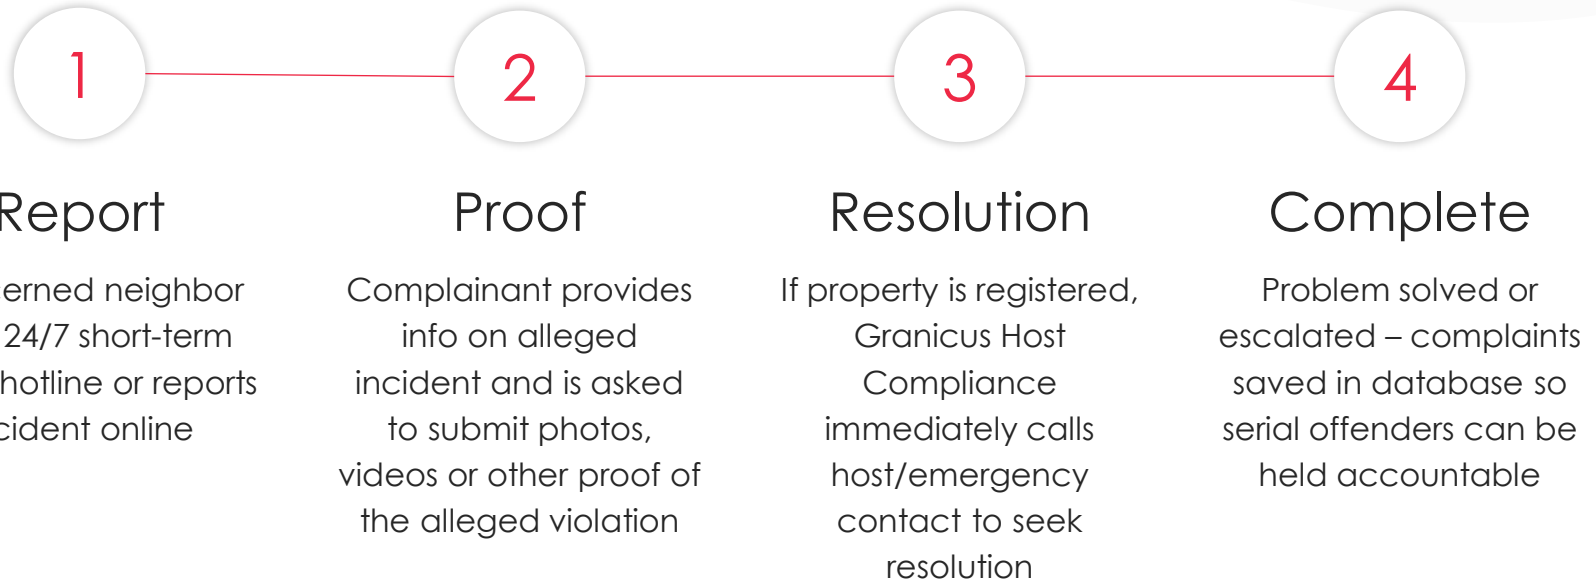 1
2
3
4
Report
erned neighbor
24/7 short-term
hotline or reports
cident online
Proof
Complainant provides
info on alleged
incident and is asked
to submit photos,
videos or other proof of
the alleged violation
Resolution
If property is registered,
Granicus Host
Compliance
immediately calls
host/emergency
contact to seek
resolution
Complete
Problem solved or
escalated – complaints
saved in database so
serial offenders can be
held accountable